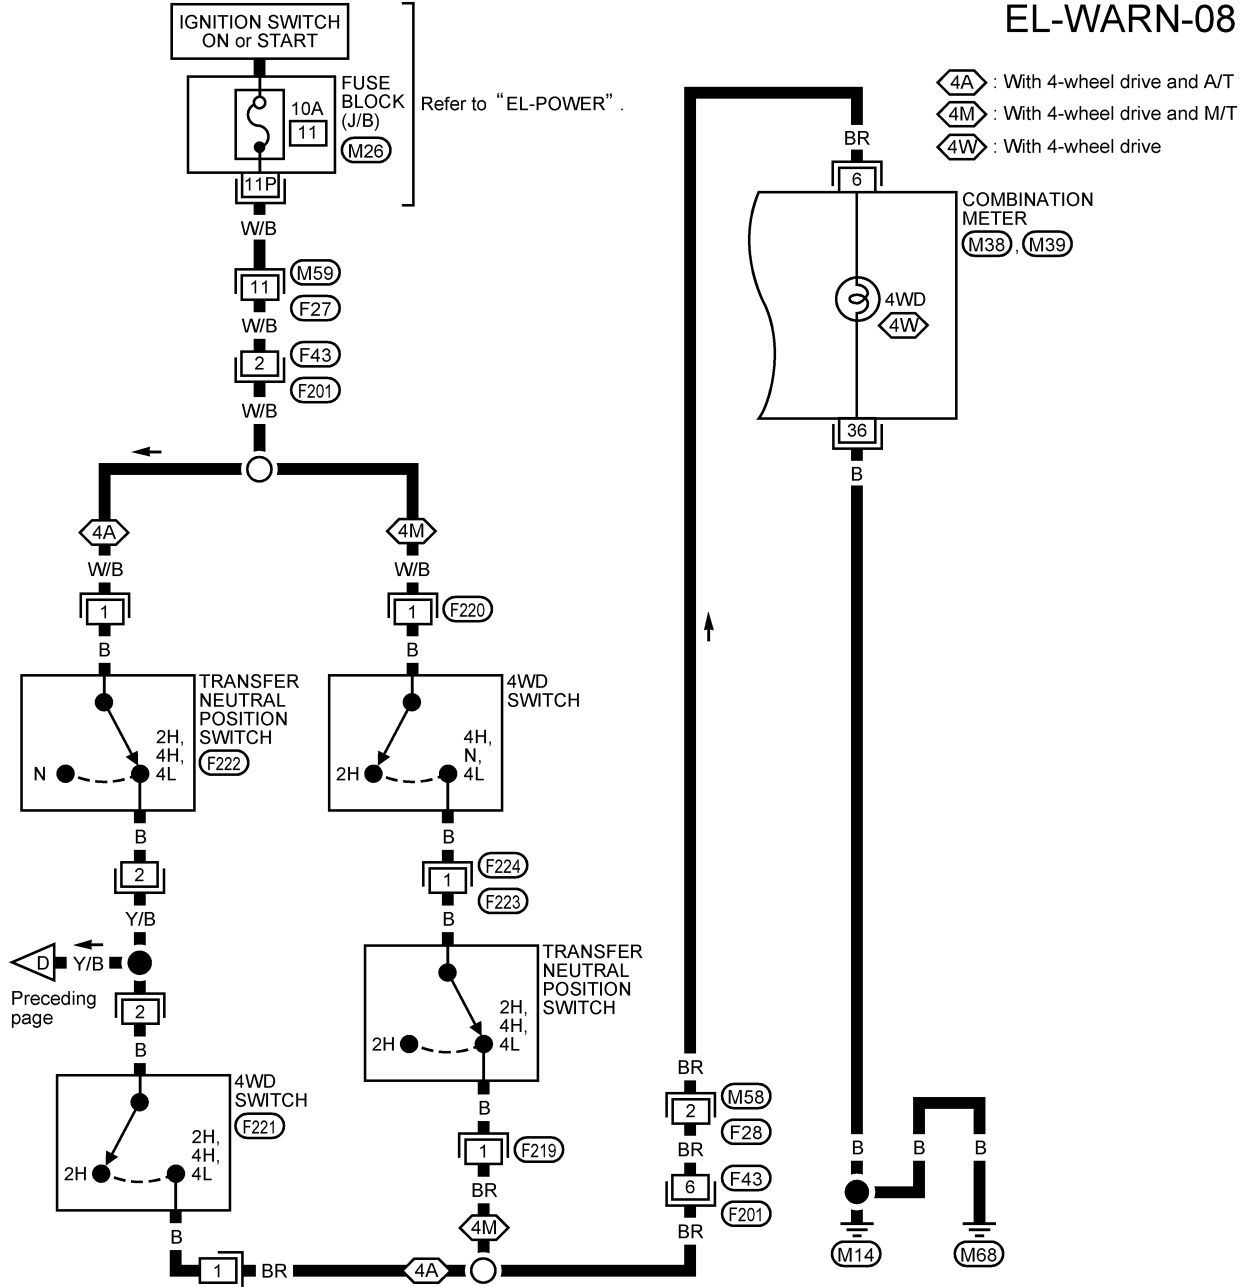 EL-WARN-08
IGNITION SWITCH
ON or START
FUSE
BLOCK
(J/B)
M26
10A
11
11P
Refer to "EL-POWER".
4A : With 4-wheel drive and A/T
4M : With 4-wheel drive and M/T
4W : With 4-wheel drive
W/B
11
M59
F27
W/B
2
F43
F201
W/B
4A
4M
W/B
W/B
1
1
F220
B
B
TRANSFER
NEUTRAL
POSITION
SWITCH
F222
2H,
4H,
4L
N
4WD
SWITCH
4H,
N,
4L
2H
B
B
2
1
F224
F223
Y/B
B
D
Y/B
Preceding
page
2
B
TRANSFER
NEUTRAL
POSITION
SWITCH
2H,
4H,
4L
2H
4WD
SWITCH
F221
2H,
4H,
4L
2H
B
1
F219
BR
4M
B
1
BR
4A
BR
6
COMBINATION
METER
M38 , M39
4WD
4W
36
B
BR
2
M58
F28
BR
6
F43
F201
BR
B
B
B
M14
M68